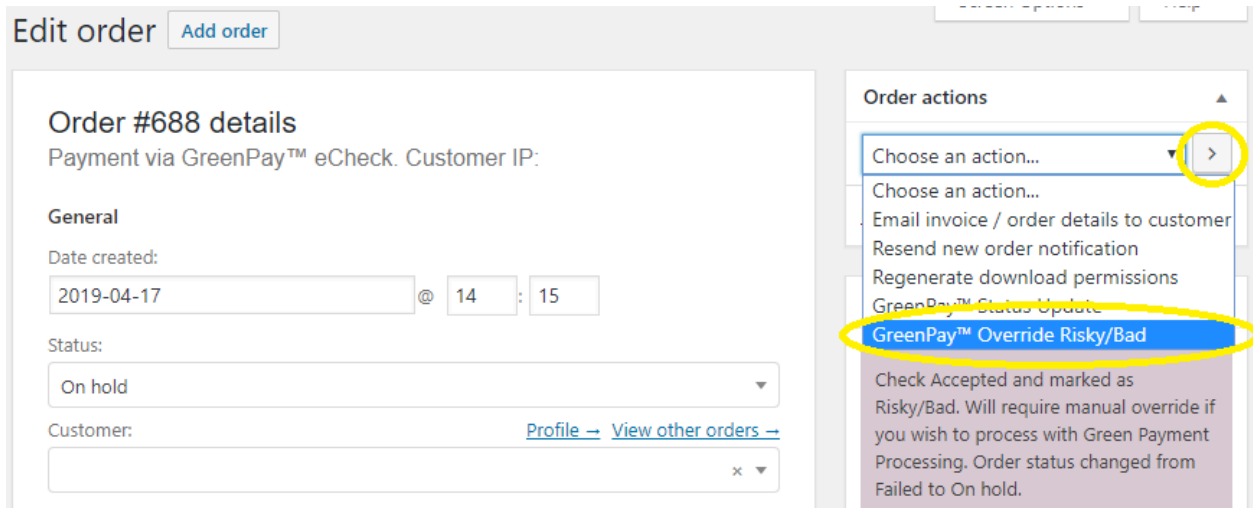 Edit order
Add order
Order #688 details
Payment via GreenPay™ eCheck. Customer IP:
General
Date created:
2019-04-17 @ 14 : 15
Status:
On hold
Customer:
Profile → View other orders →
× 
Order actions
Choose an action...
>
Choose an action...
Email invoice / order details to customer
Resend new order notification
Regenerate download permissions
GreenPay™ Status Update
GreenPay™ Override Risky/Bad
Check Accepted and marked as
Risky/Bad. Will require manual override if
you wish to process with Green Payment
Processing. Order status changed from
Failed to On hold.